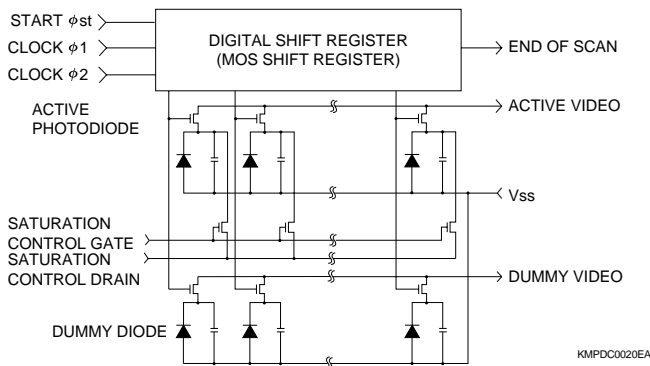 START ϕst
CLOCK ϕ1
CLOCK ϕ2
DIGITAL SHIFT REGISTER
(MOS SHIFT REGISTER)
END OF SCAN
ACTIVE
PHOTODIODE
ACTIVE VIDEO
Vss
SATURATION
CONTROL GATE
SATURATION
CONTROL DRAIN
DUMMY VIDEO
DUMMY DIODE
KMPDC0020EA